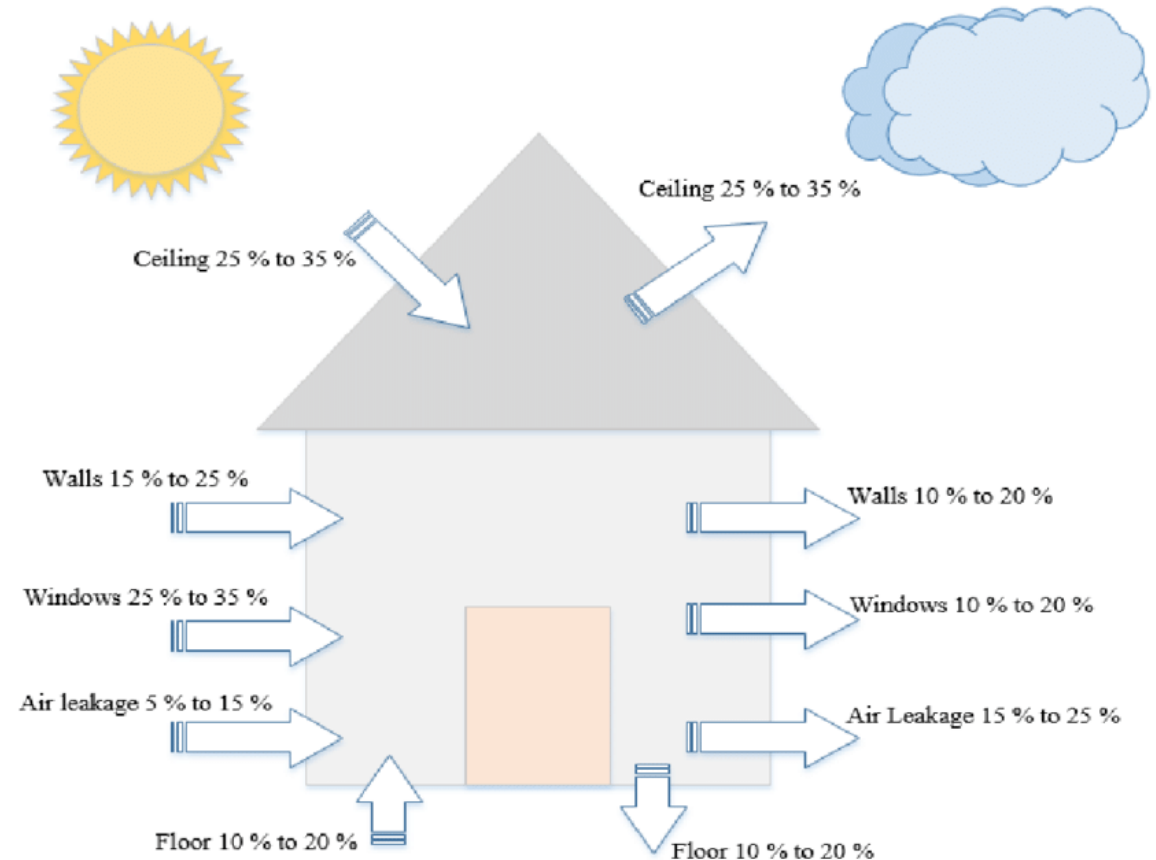 Ceiling 25 % to 35 %
Ceiling 25 % to 35 %
Walls 15 % to 25 %
Walls 10 % to 20 %
Windows 25 % to 35 %
Windows 10 % to 20 %
Air leakage 5 % to 15 %
Air Leakage 15 % to 25 %
Floor 10 % to 20 %
Floor 10 % to 20 %